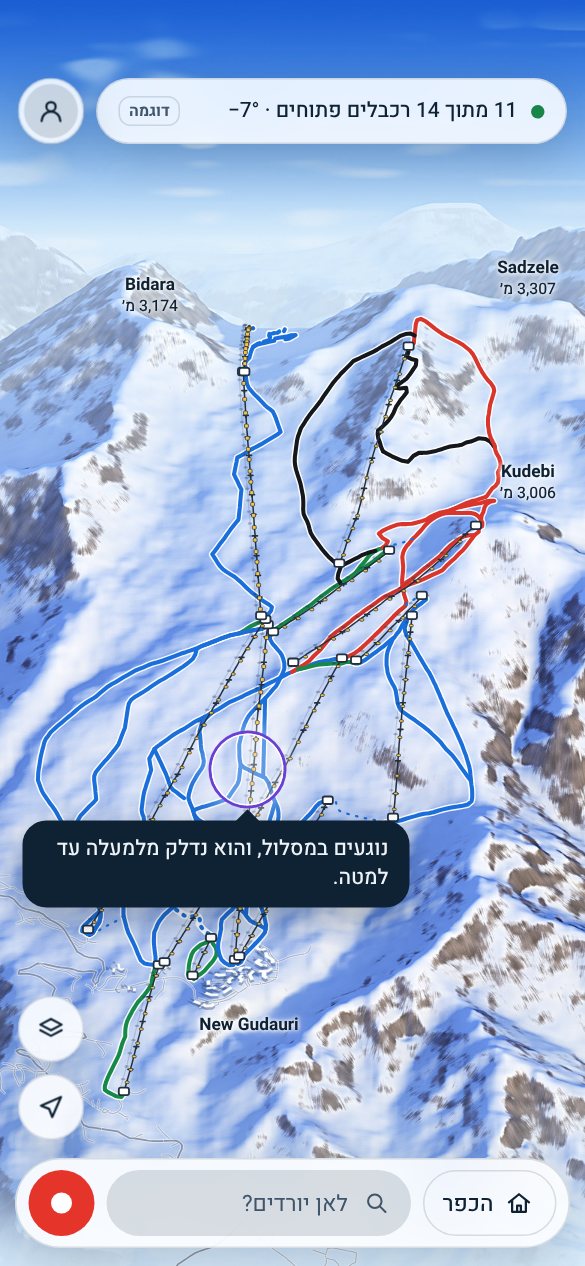 11 מתוך 14 רכבלים פתוחים · −7°
דוגמה
Sadzele
3,307 מ׳
Bidara
3,174 מ׳
Kudebi
3,006 מ׳
נוגעים במסלול, והוא נדלק מלמעלה עד
למטה.
New Gudauri
הכפר
לאן יורדים?